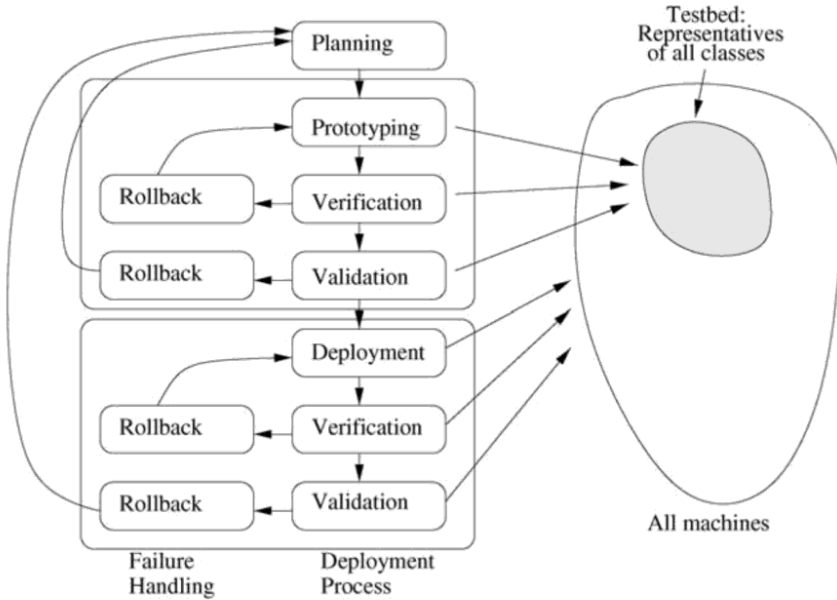 Testbed:
Representatives
of all classes
Planning
Prototyping
Rollback
Verification
Rollback
Validation
Deployment
Rollback
Verification
Rollback
Validation
All machines
Failure
Handling
Deployment
Process